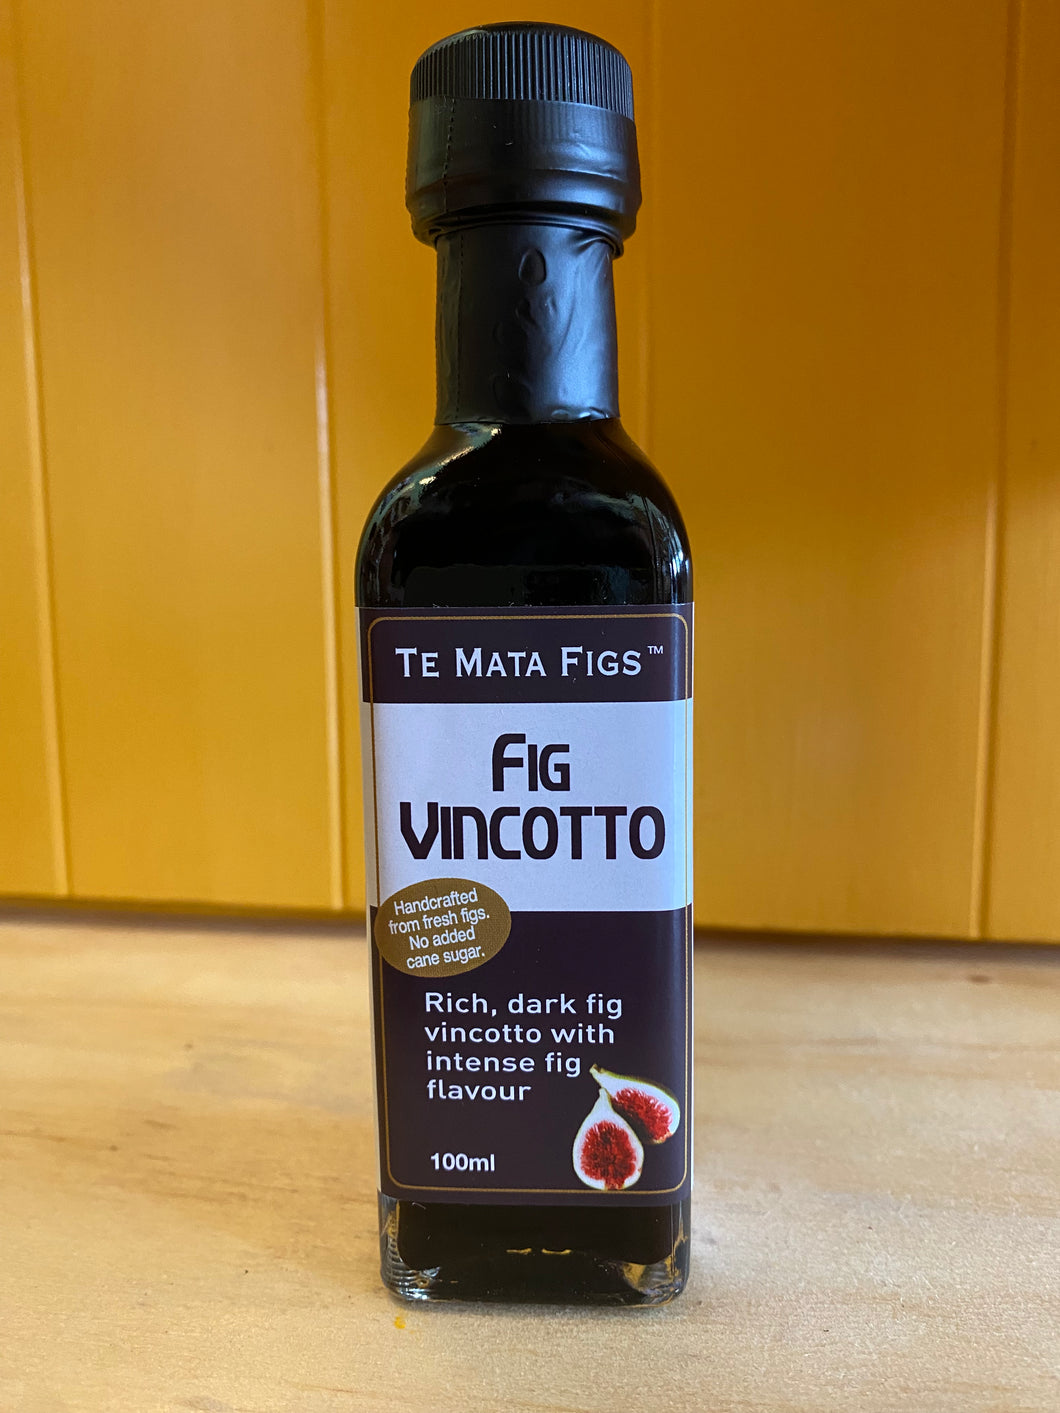 TE MATA FIGS™
FIG
VINCOTTO
Handcrafted
from fresh figs.
No added
cane sugar.
Rich, dark fig
vincotto with
intense fig
flavour
100ml